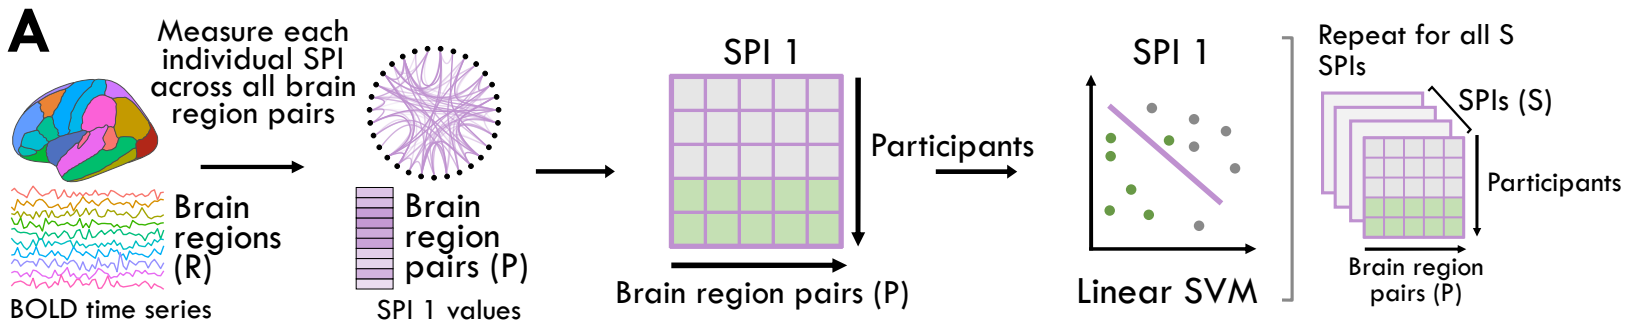 A
Measure each
individual SPI
across all brain
region pairs
Brain
regions
(R)
BOLD time series
Brain
region
pairs (P)
SPI 1 values
SPI 1
Participants
Brain region pairs (P)
SPI 1
Linear SVM
Repeat for all S
SPIs
SPIs (S)
Participants
Brain region
pairs (P)